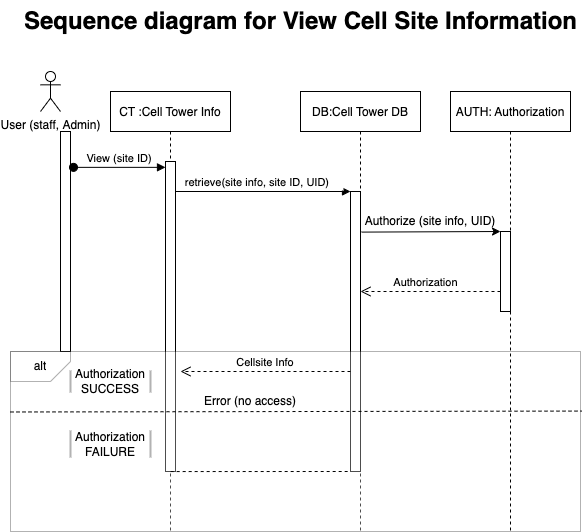 Sequence diagram for View Cell Site Information
User (staff, Admin)
CT :Cell Tower Info
DB:Cell Tower DB
AUTH: Authorization
View (site ID)
retrieve(site info, site ID, UID)
Authorize (site info, UID)
Authorization
alt
Cellsite Info
Authorization
SUCCESS
Error (no access)
Authorization
FAILURE